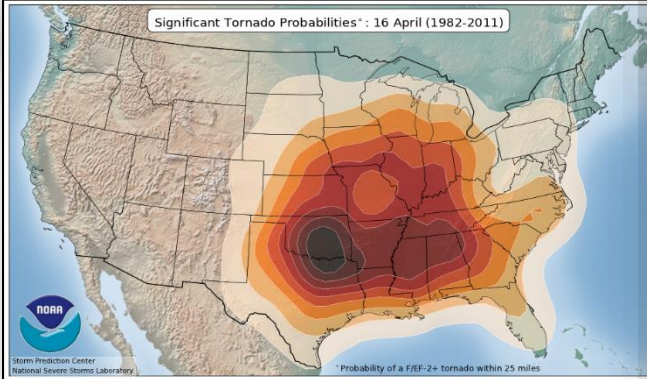 Significant Tornado Probabilities*: 16 April (1982-2011)
NOAA
Storm Prediction Center
National Severe Storms Laboratory
*Probability of a F/EF-2+ tornado within 25 miles